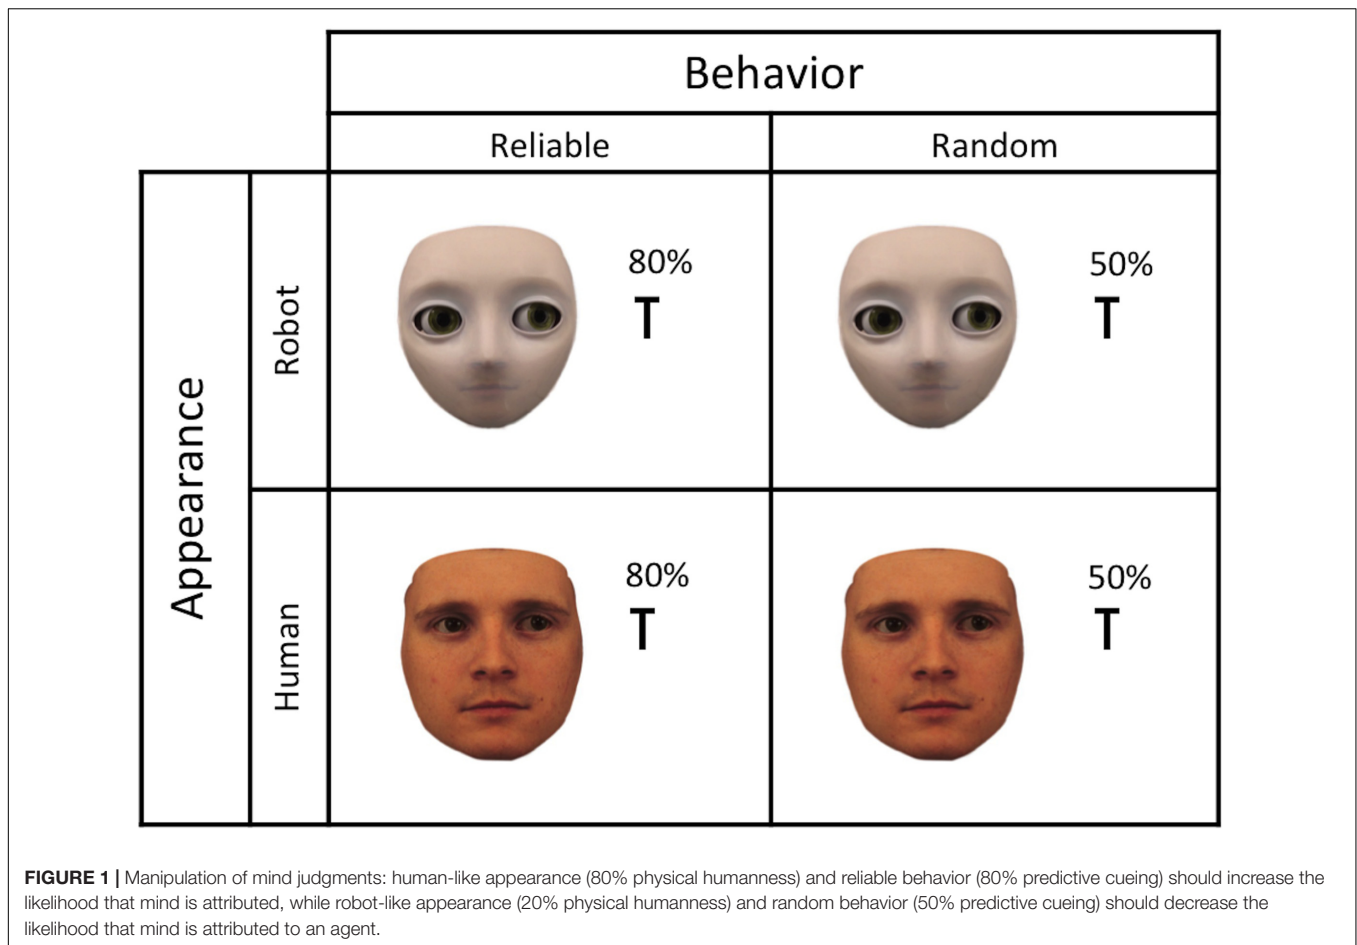 Behavior
Reliable
Random
Appearance
Robot
80%
T
50%
T
Human
80%
T
50%
T
FIGURE 1 | Manipulation of mind judgments: human-like appearance (80% physical humanness) and reliable behavior (80% predictive cueing) should increase the
likelihood that mind is attributed, while robot-like appearance (20% physical humanness) and random behavior (50% predictive cueing) should decrease the
likelihood that mind is attributed to an agent.